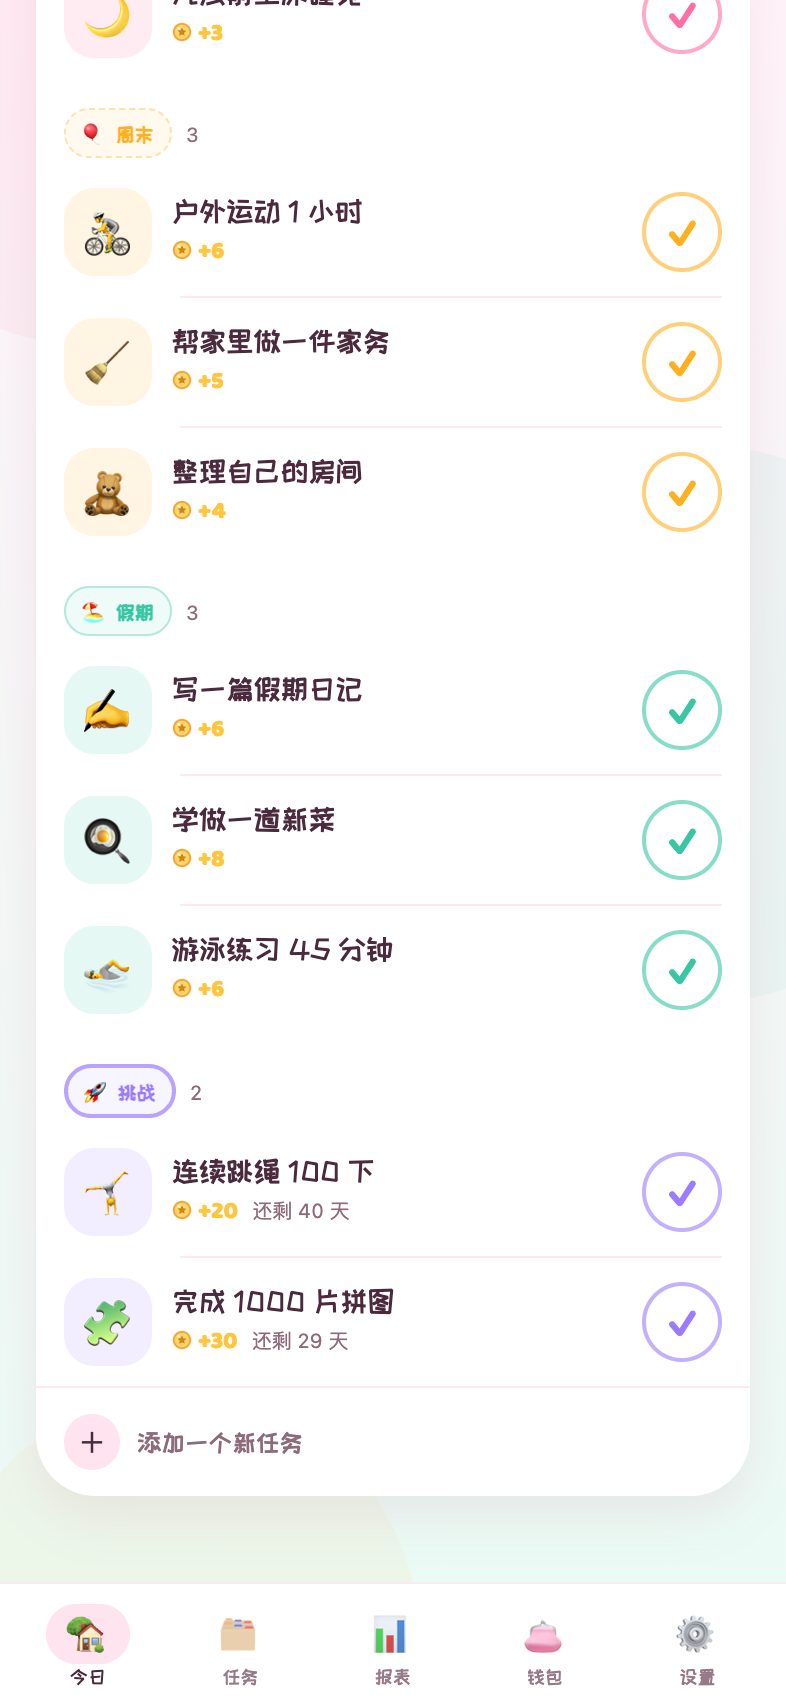 +3
周末 3
户外运动 1 小时
+6
帮家里做一件家务
+5
整理自己的房间
+4
假期 3
写一篇假期日记
+6
学做一道新菜
+8
游泳练习 45 分钟
+6
挑战 2
连续跳绳 100 下
+20 还剩 40 天
完成 1000 片拼图
+30 还剩 29 天
添加一个新任务
今日 任务 报表 钱包 设置